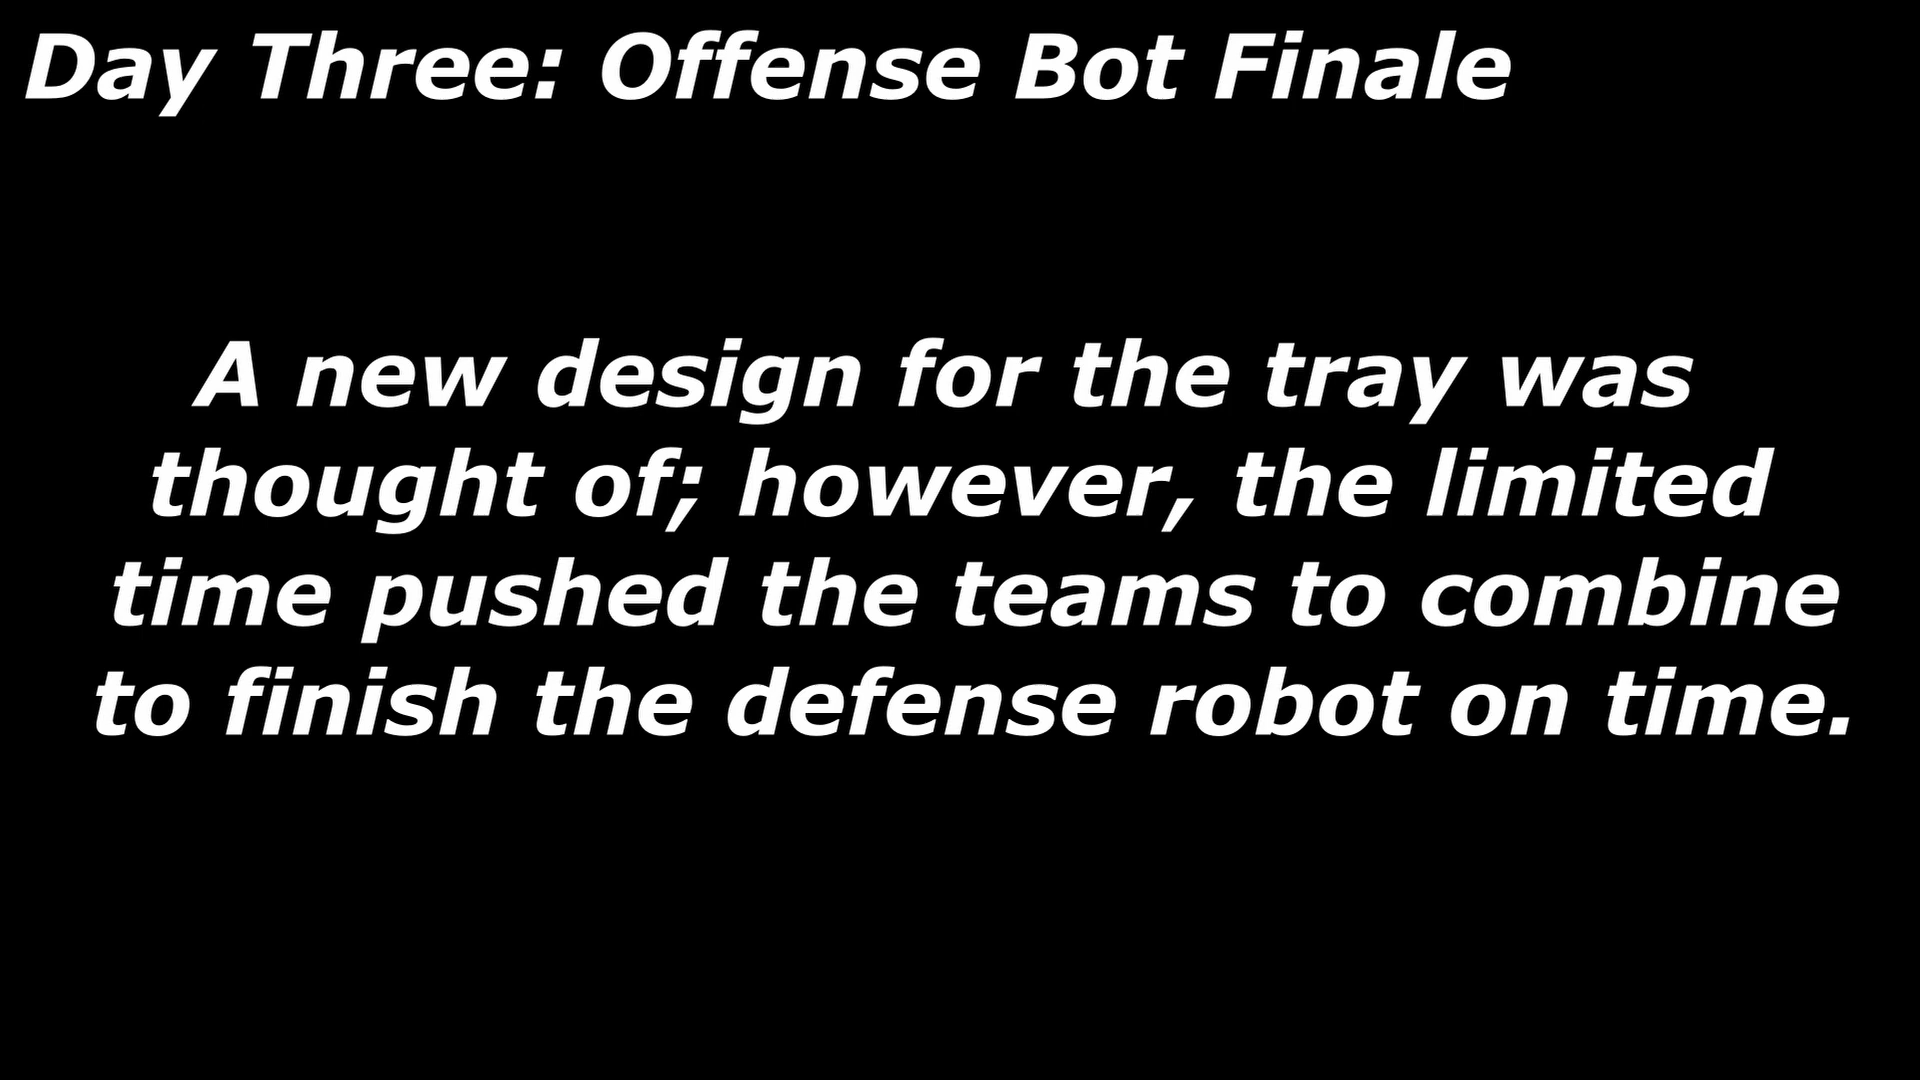 Day Three: Offense Bot Finale
A new design for the tray was
thought of; however, the limited
time pushed the teams to combine
to finish the defense robot on time.